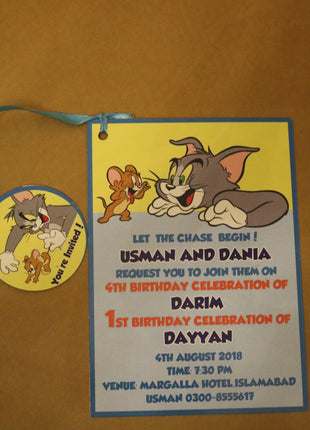 You're Invited !
LET THE CHASE BEGIN !
USMAN AND DANIA
REQUEST YOU TO JOIN THEM ON
4TH BIRTHDAY CELEBRATION OF
DARIM
1ST BIRTHDAY CELEBRATION OF
DAYYAN
4TH AUGUST 2018
TIME: 7:30 PM
VENUE: MARGALLA HOTEL ISLAMABAD
USMAN 0300-8555617